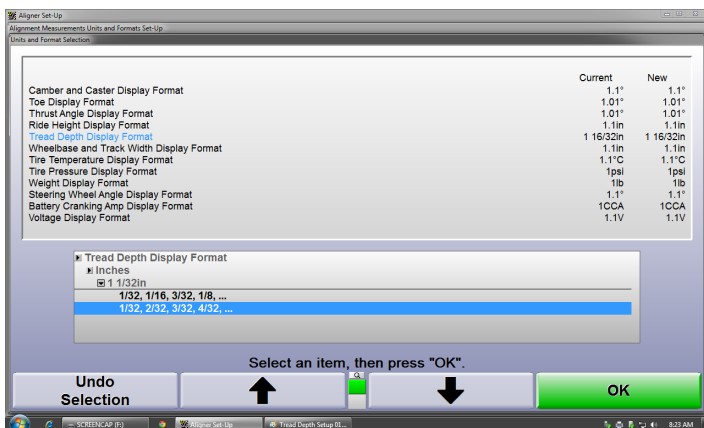 Aligner Set-Up
Alignment Measurements Units and Formats Set-Up
Units and Format Selection
Current New
Camber and Caster Display Format 1.1° 1.1°
Toe Display Format 1.01° 1.01°
Thrust Angle Display Format 1.01° 1.01°
Ride Height Display Format 1.1in 1.1in
Tread Depth Display Format 1 16/32in 1 16/32in
Wheelbase and Track Width Display Format 1.1in 1.1in
Tire Temperature Display Format 1.1°C 1.1°C
Tire Pressure Display Format 1psi 1psi
Weight Display Format 1lb 1lb
Steering Wheel Angle Display Format 1.1° 1.1°
Battery Cranking Amp Display Format 1CCA 1CCA
Voltage Display Format 1.1V 1.1V
Tread Depth Display Format
Inches
1 1/32in
1/32, 1/16, 3/32, 1/8, ...
1/32, 2/32, 3/32, 4/32, ...
Select an item, then press "OK".
Undo
Selection
OK
SCREENCAP (F:) Aligner Set-Up Tread Depth Setup 01... 8:23 AM